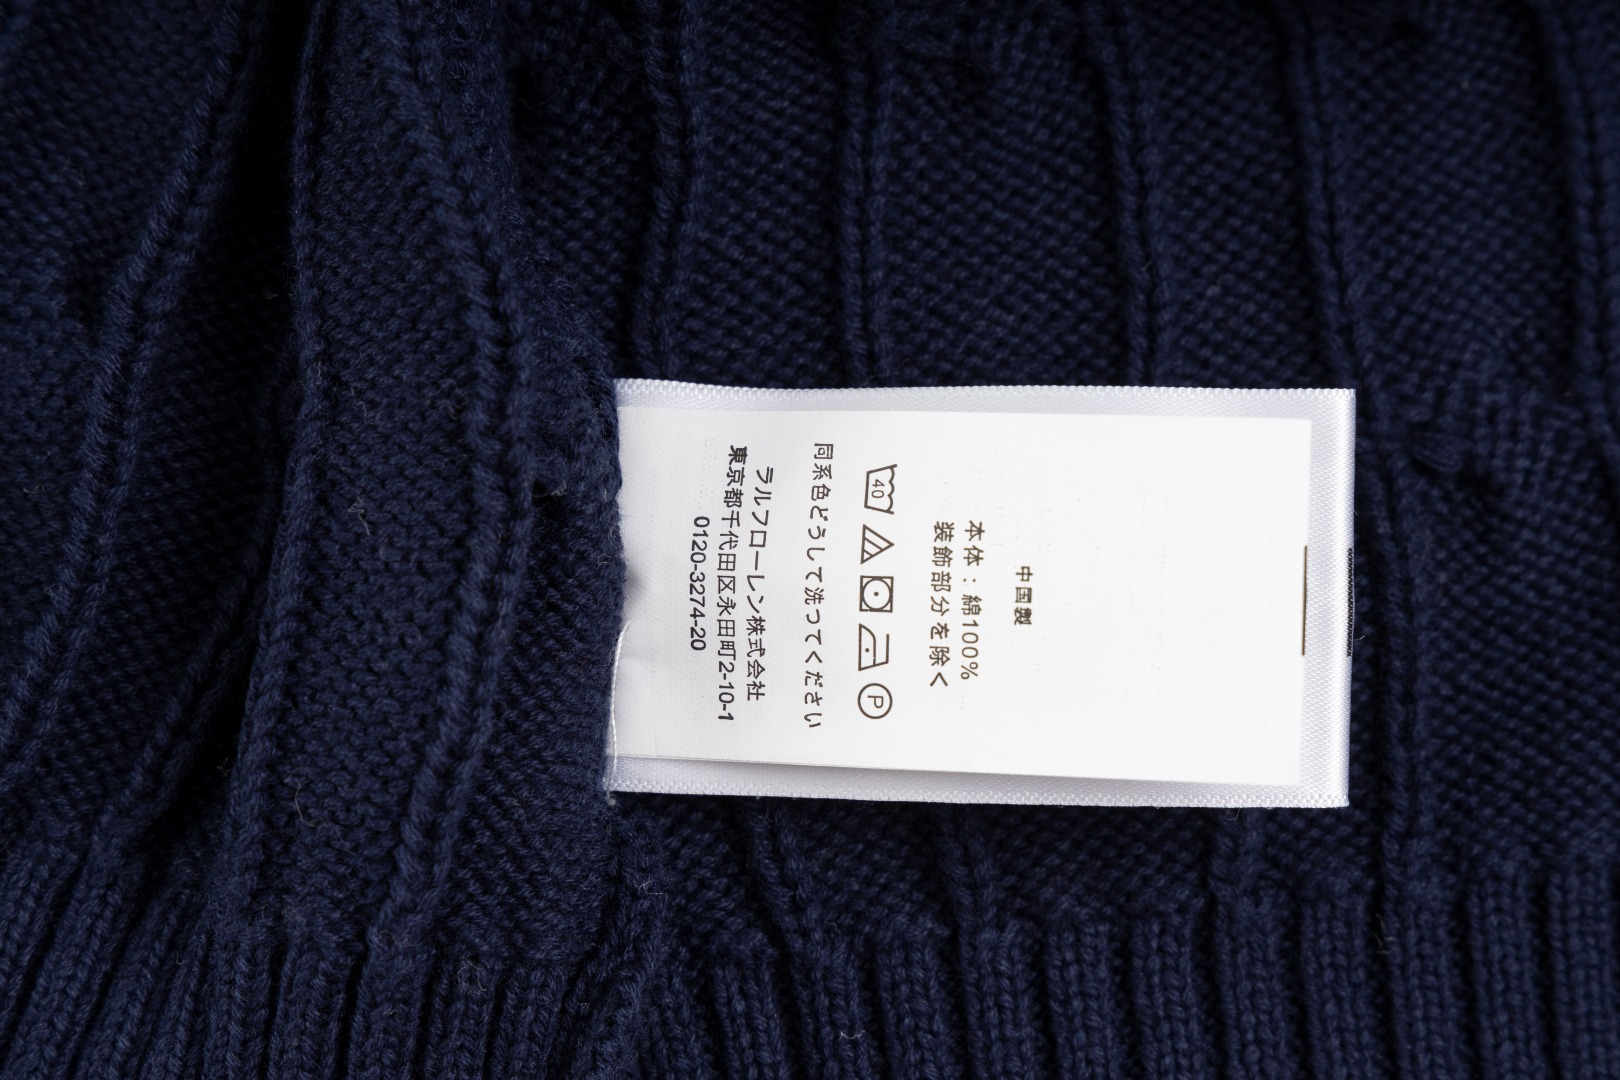 中国製
本体：綿100%
装飾部分を除く
40
P
同系色どうしで洗ってください
ラルフローレン株式会社
東京都千代田区永田町2-10-1
0120-3274-20